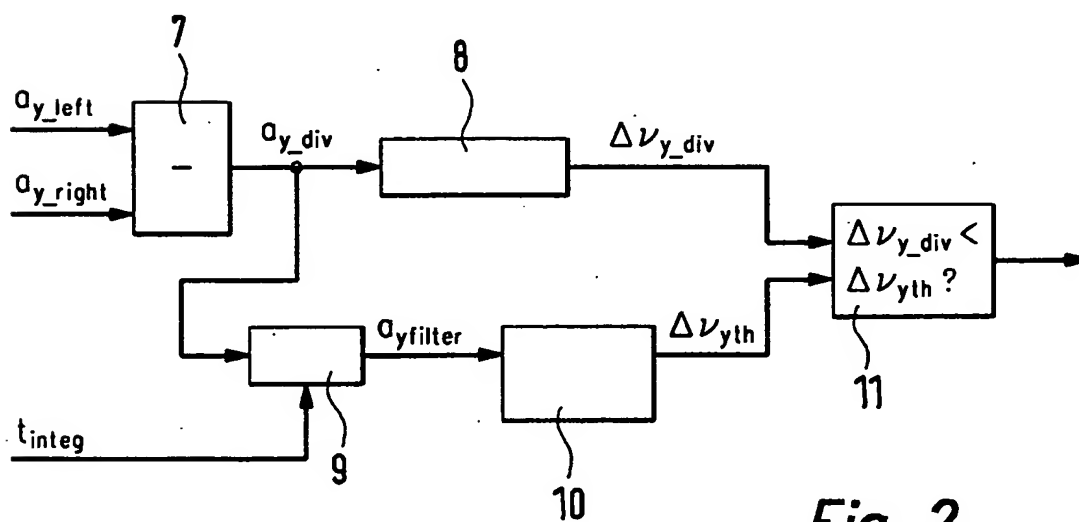 7
8
a_y_left
a_y_div
Δν_y_div
–
a_y_right
Δν_y_div <
Δν_yth ?
a_yfilter
Δν_yth
11
t_integ
9
10
Fig. 2